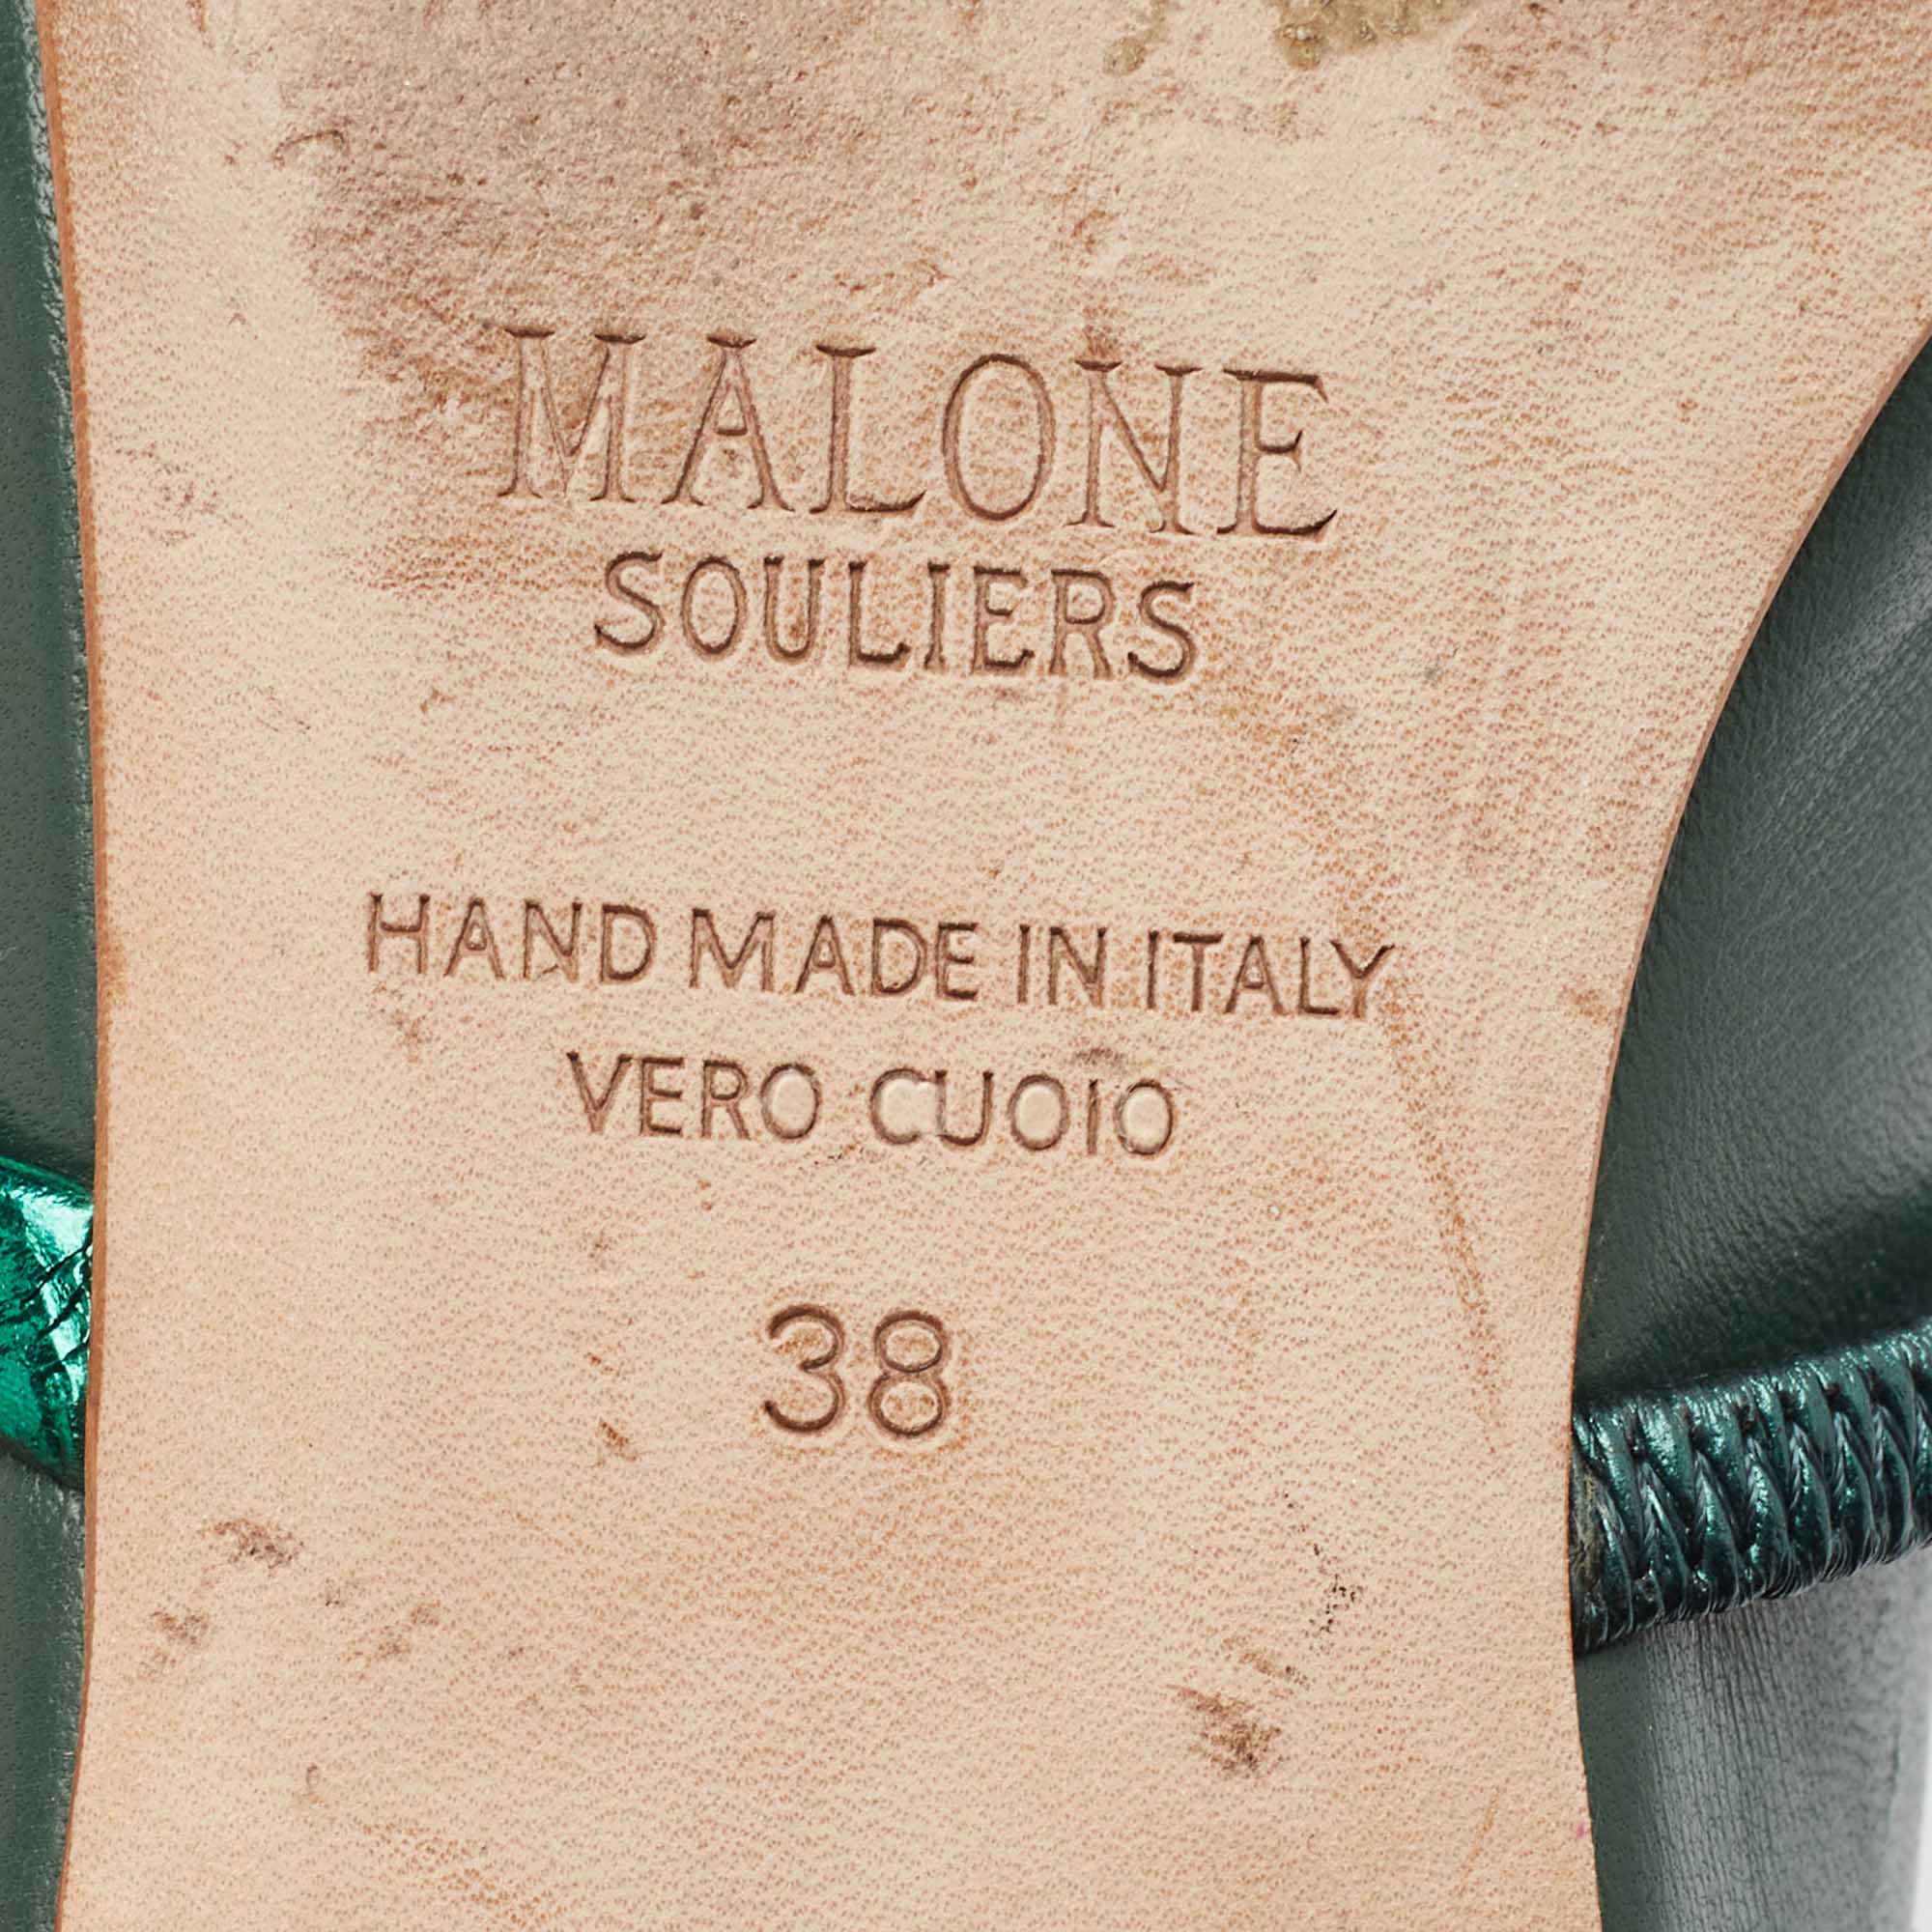 MALONE
SOULIERS
HAND MADE IN ITALY
VERO CUOIO
38